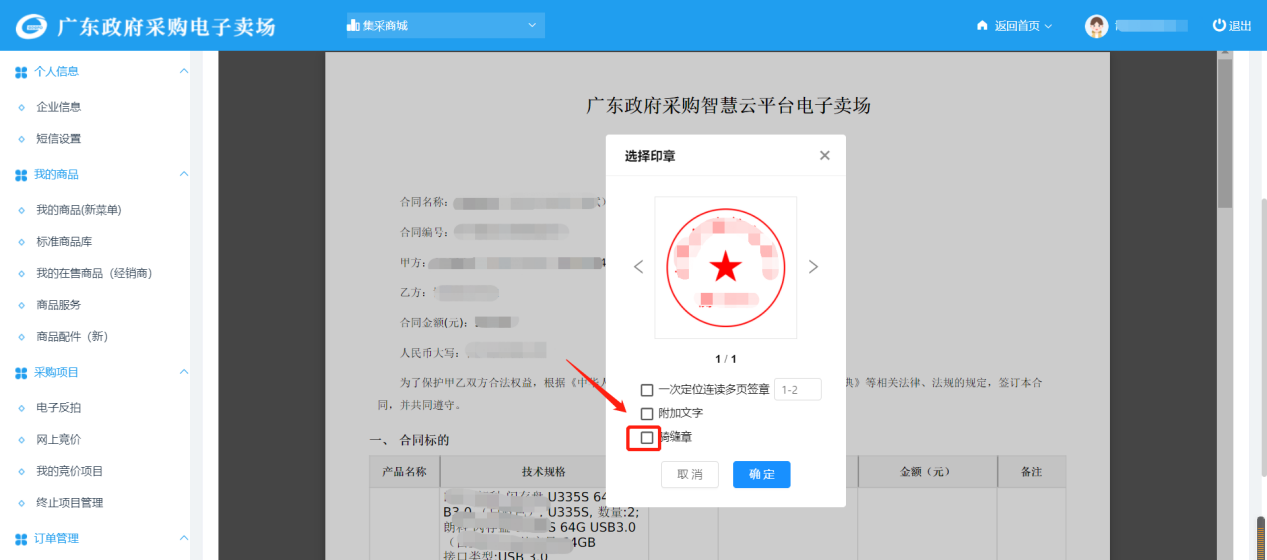 广东政府采购电子卖场
集采商城
返回首页
退出
个人信息
企业信息
短信设置
我的商品
我的商品(新菜单)
标准商品库
我的在售商品（经销商）
商品服务
商品配件（新）
采购项目
电子反拍
网上竞价
我的竞价项目
终止项目管理
订单管理
广东政府采购智慧云平台电子卖场
合同名称:
合同编号:
甲方:
乙方:
合同金额(元):
人民币大写:
为了保护甲乙双方合法权益，根据《中华人
典》等相关法律、法规的规定，签订本合
同，并共同遵守。
一、 合同标的
产品名称
技术规格
金额（元）
备注
U335S 64
B3.0
, U335S, 数量:2;
S 64G USB3.0
64GB
接口类型:USB 3.0
选择印章
1 / 1
一次定位连读多页签章
1-2
附加文字
骑缝章
取 消
确 定